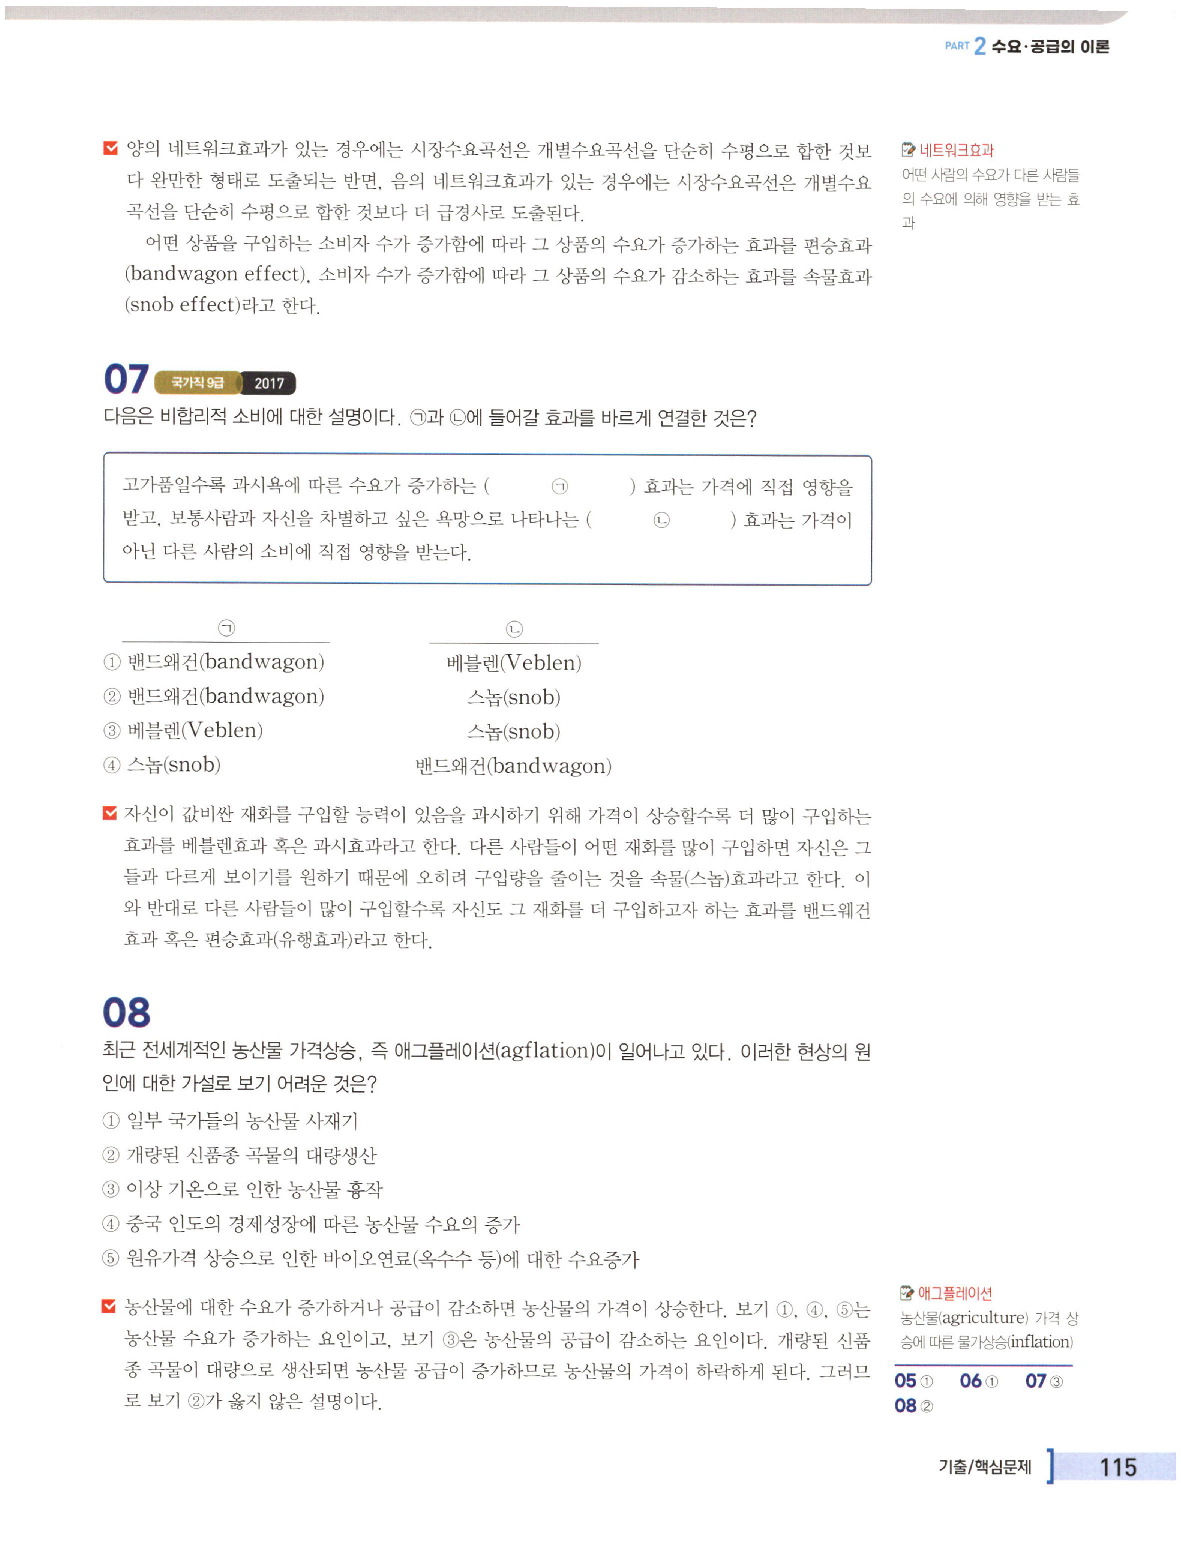 PART 2 수요·공급의 이론
양의 네트워크효과가 있는 경우에는 시장수요곡선은 개별수요곡선을 단순히 수평으로 합한 것보
다 완만한 형태로 도출되는 반면, 음의 네트워크효과가 있는 경우에는 시장수요곡선은 개별수요
곡선을 단순히 수평으로 합한 것보다 더 급경사로 도출된다.
어떤 상품을 구입하는 소비자 수가 증가함에 따라 그 상품의 수요가 증가하는 효과를 편승효과
(bandwagon effect), 소비자 수가 증가함에 따라 그 상품의 수요가 감소하는 효과를 속물효과
(snob effect)라고 한다.
네트워크효과
어떤 사람의 수요가 다른 사람들
의 수요에 의해 영향을 받는 효
과
07 국가직 9급 2017
다음은 비합리적 소비에 대한 설명이다. ㉠과 ㉡에 들어갈 효과를 바르게 연결한 것은?
고가품일수록 과시욕에 따른 수요가 증가하는 ( ㉠ ) 효과는 가격에 직접 영향을
받고, 보통사람과 자신을 차별하고 싶은 욕망으로 나타나는 ( ㉡ ) 효과는 가격이
아닌 다른 사람의 소비에 직접 영향을 받는다.
㉠ ㉡
① 밴드왜건(bandwagon) 베블렌(Veblen)
② 밴드왜건(bandwagon) 스놉(snob)
③ 베블렌(Veblen) 스놉(snob)
④ 스놉(snob) 밴드왜건(bandwagon)
자신이 값비싼 재화를 구입할 능력이 있음을 과시하기 위해 가격이 상승할수록 더 많이 구입하는
효과를 베블렌효과 혹은 과시효과라고 한다. 다른 사람들이 어떤 재화를 많이 구입하면 자신은 그
들과 다르게 보이기를 원하기 때문에 오히려 구입량을 줄이는 것을 속물(스놉)효과라고 한다. 이
와 반대로 다른 사람들이 많이 구입할수록 자신도 그 재화를 더 구입하고자 하는 효과를 밴드웨건
효과 혹은 편승효과(유행효과)라고 한다.
08
최근 전세계적인 농산물 가격상승, 즉 애그플레이션(agflation)이 일어나고 있다. 이러한 현상의 원
인에 대한 가설로 보기 어려운 것은?
① 일부 국가들의 농산물 사재기
② 개량된 신품종 곡물의 대량생산
③ 이상 기온으로 인한 농산물 흉작
④ 중국 인도의 경제성장에 따른 농산물 수요의 증가
⑤ 원유가격 상승으로 인한 바이오연료(옥수수 등)에 대한 수요증가
농산물에 대한 수요가 증가하거나 공급이 감소하면 농산물의 가격이 상승한다. 보기 ①, ④, ⑤는
농산물 수요가 증가하는 요인이고, 보기 ③은 농산물의 공급이 감소하는 요인이다. 개량된 신품
종 곡물이 대량으로 생산되면 농산물 공급이 증가하므로 농산물의 가격이 하락하게 된다. 그러므
로 보기 ②가 옳지 않은 설명이다.
애그플레이션
농산물(agriculture) 가격 상
승에 따른 물가상승(inflation)
05 ① 06 ① 07 ③
08 ②
기출/핵심문제 115